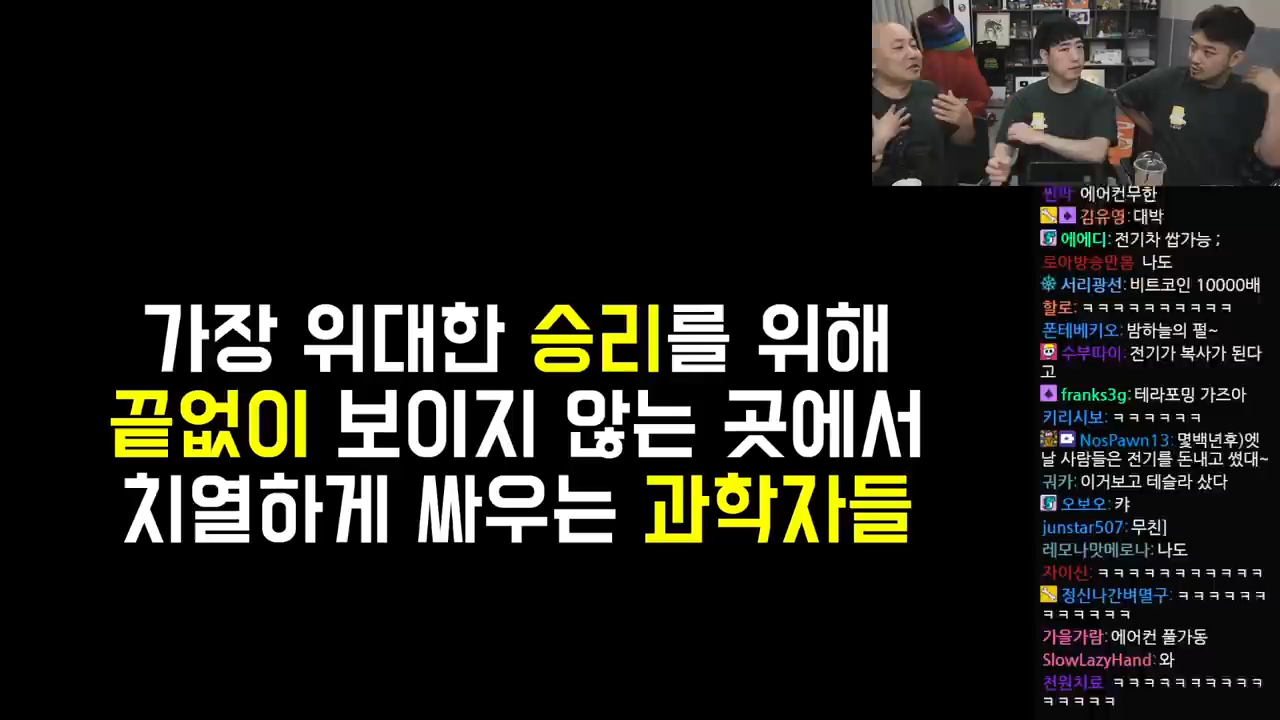 가장 위대한 승리를 위해
끝없이 보이지 않는 곳에서
치열하게 싸우는 과학자들
에어컨무한
김유영: 대박
에에디: 전기차 쌉가능 ;
로아방송만봄 나도
서리광선: 비트코인 10000배
할로: ㅋㅋㅋㅋㅋㅋㅋㅋㅋㅋ
폰테베키오: 밤하늘의 펄~
수부따이: 전기가 복사가 된다
고
franks3g: 테라포밍 가즈아
키리시보: ㅋㅋㅋㅋㅋㅋ
NosPawn13: 몇백년후)엣
날 사람들은 전기를 돈내고 썼대~
궈카: 이거보고 테슬라 샀다
오보오: 캬
junstar507: 무친]
레모나맛메로나: 나도
자이신: ㅋㅋㅋㅋㅋㅋㅋㅋㅋㅋㅋ
정신나간벼멸구: ㅋㅋㅋㅋㅋ
ㅋㅋㅋㅋㅋㅋ
가을가람: 에어컨 풀가동
SlowLazyHand: 와
천원치료 ㅋㅋㅋㅋㅋㅋㅋㅋㅋㅋ
ㅋㅋㅋㅋㅋ